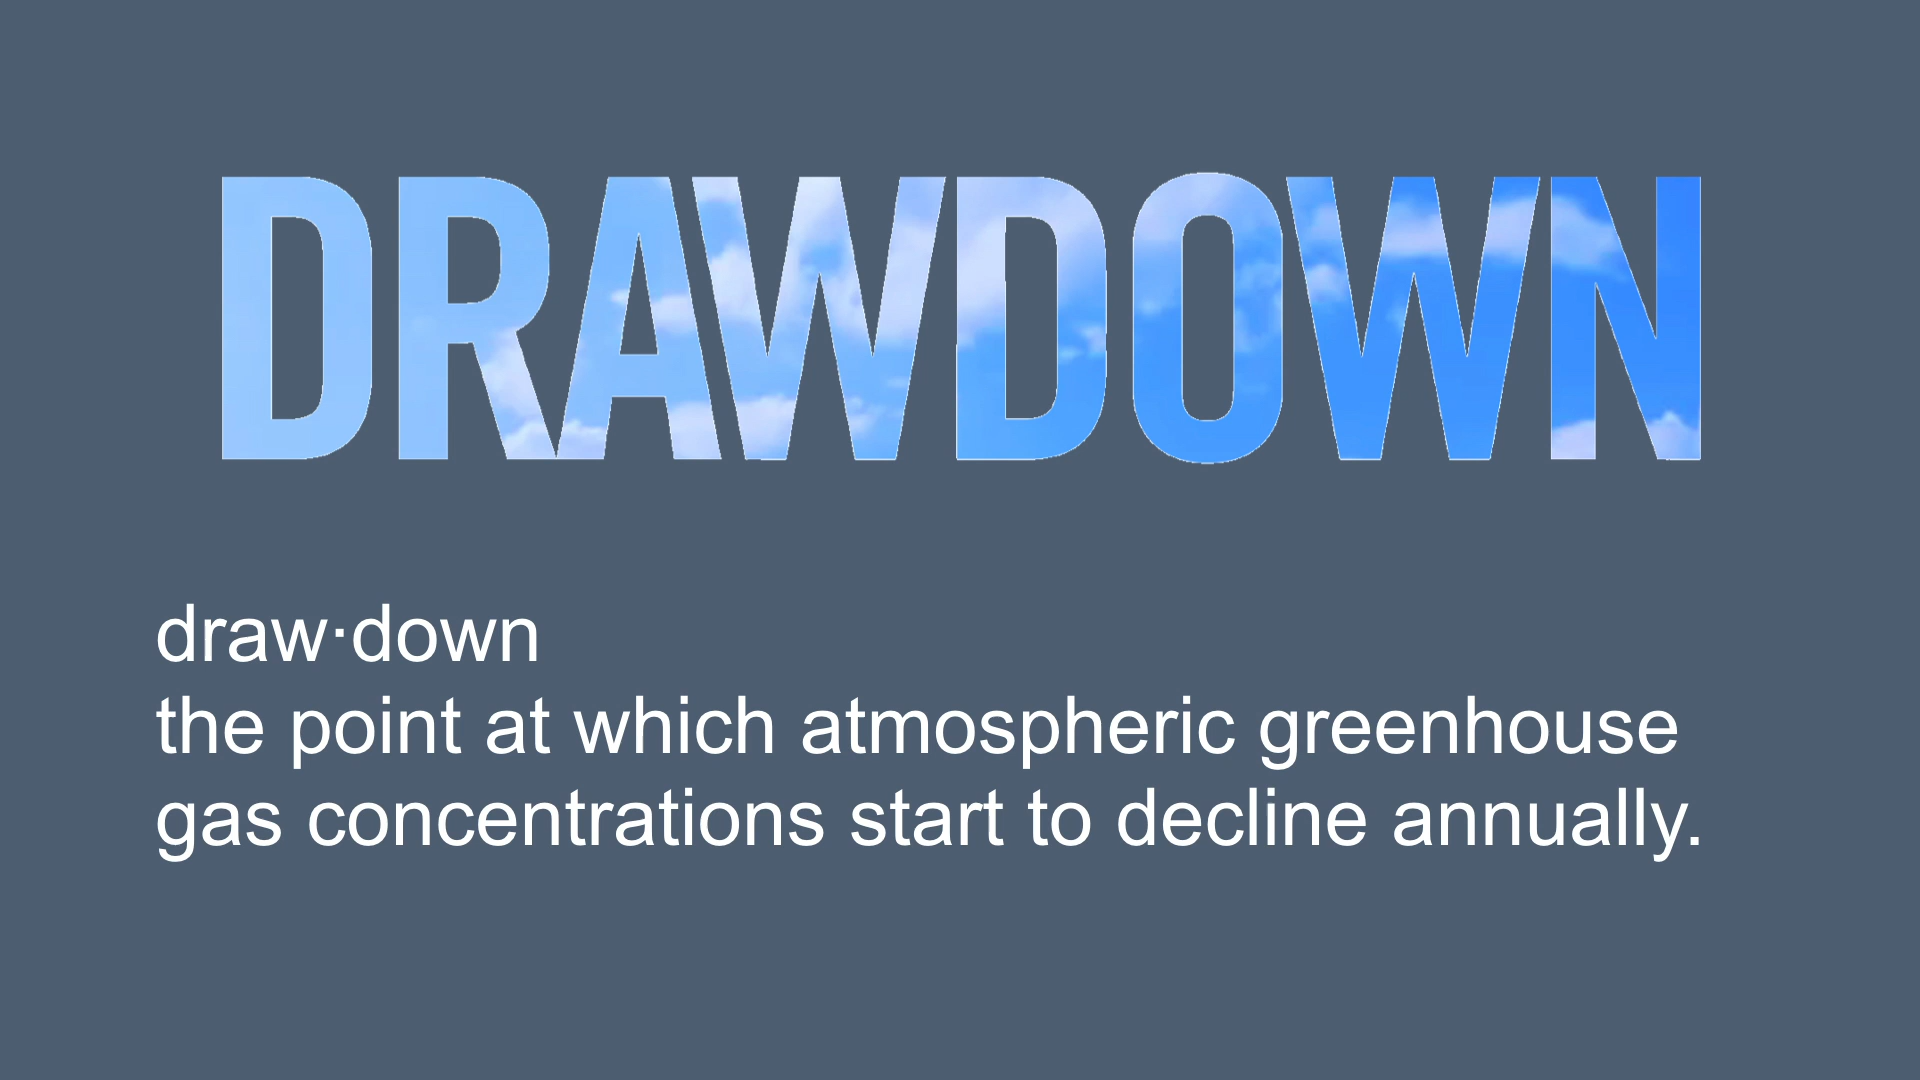 DRAWDOWN
draw·down
the point at which atmospheric greenhouse
gas concentrations start to decline annually.